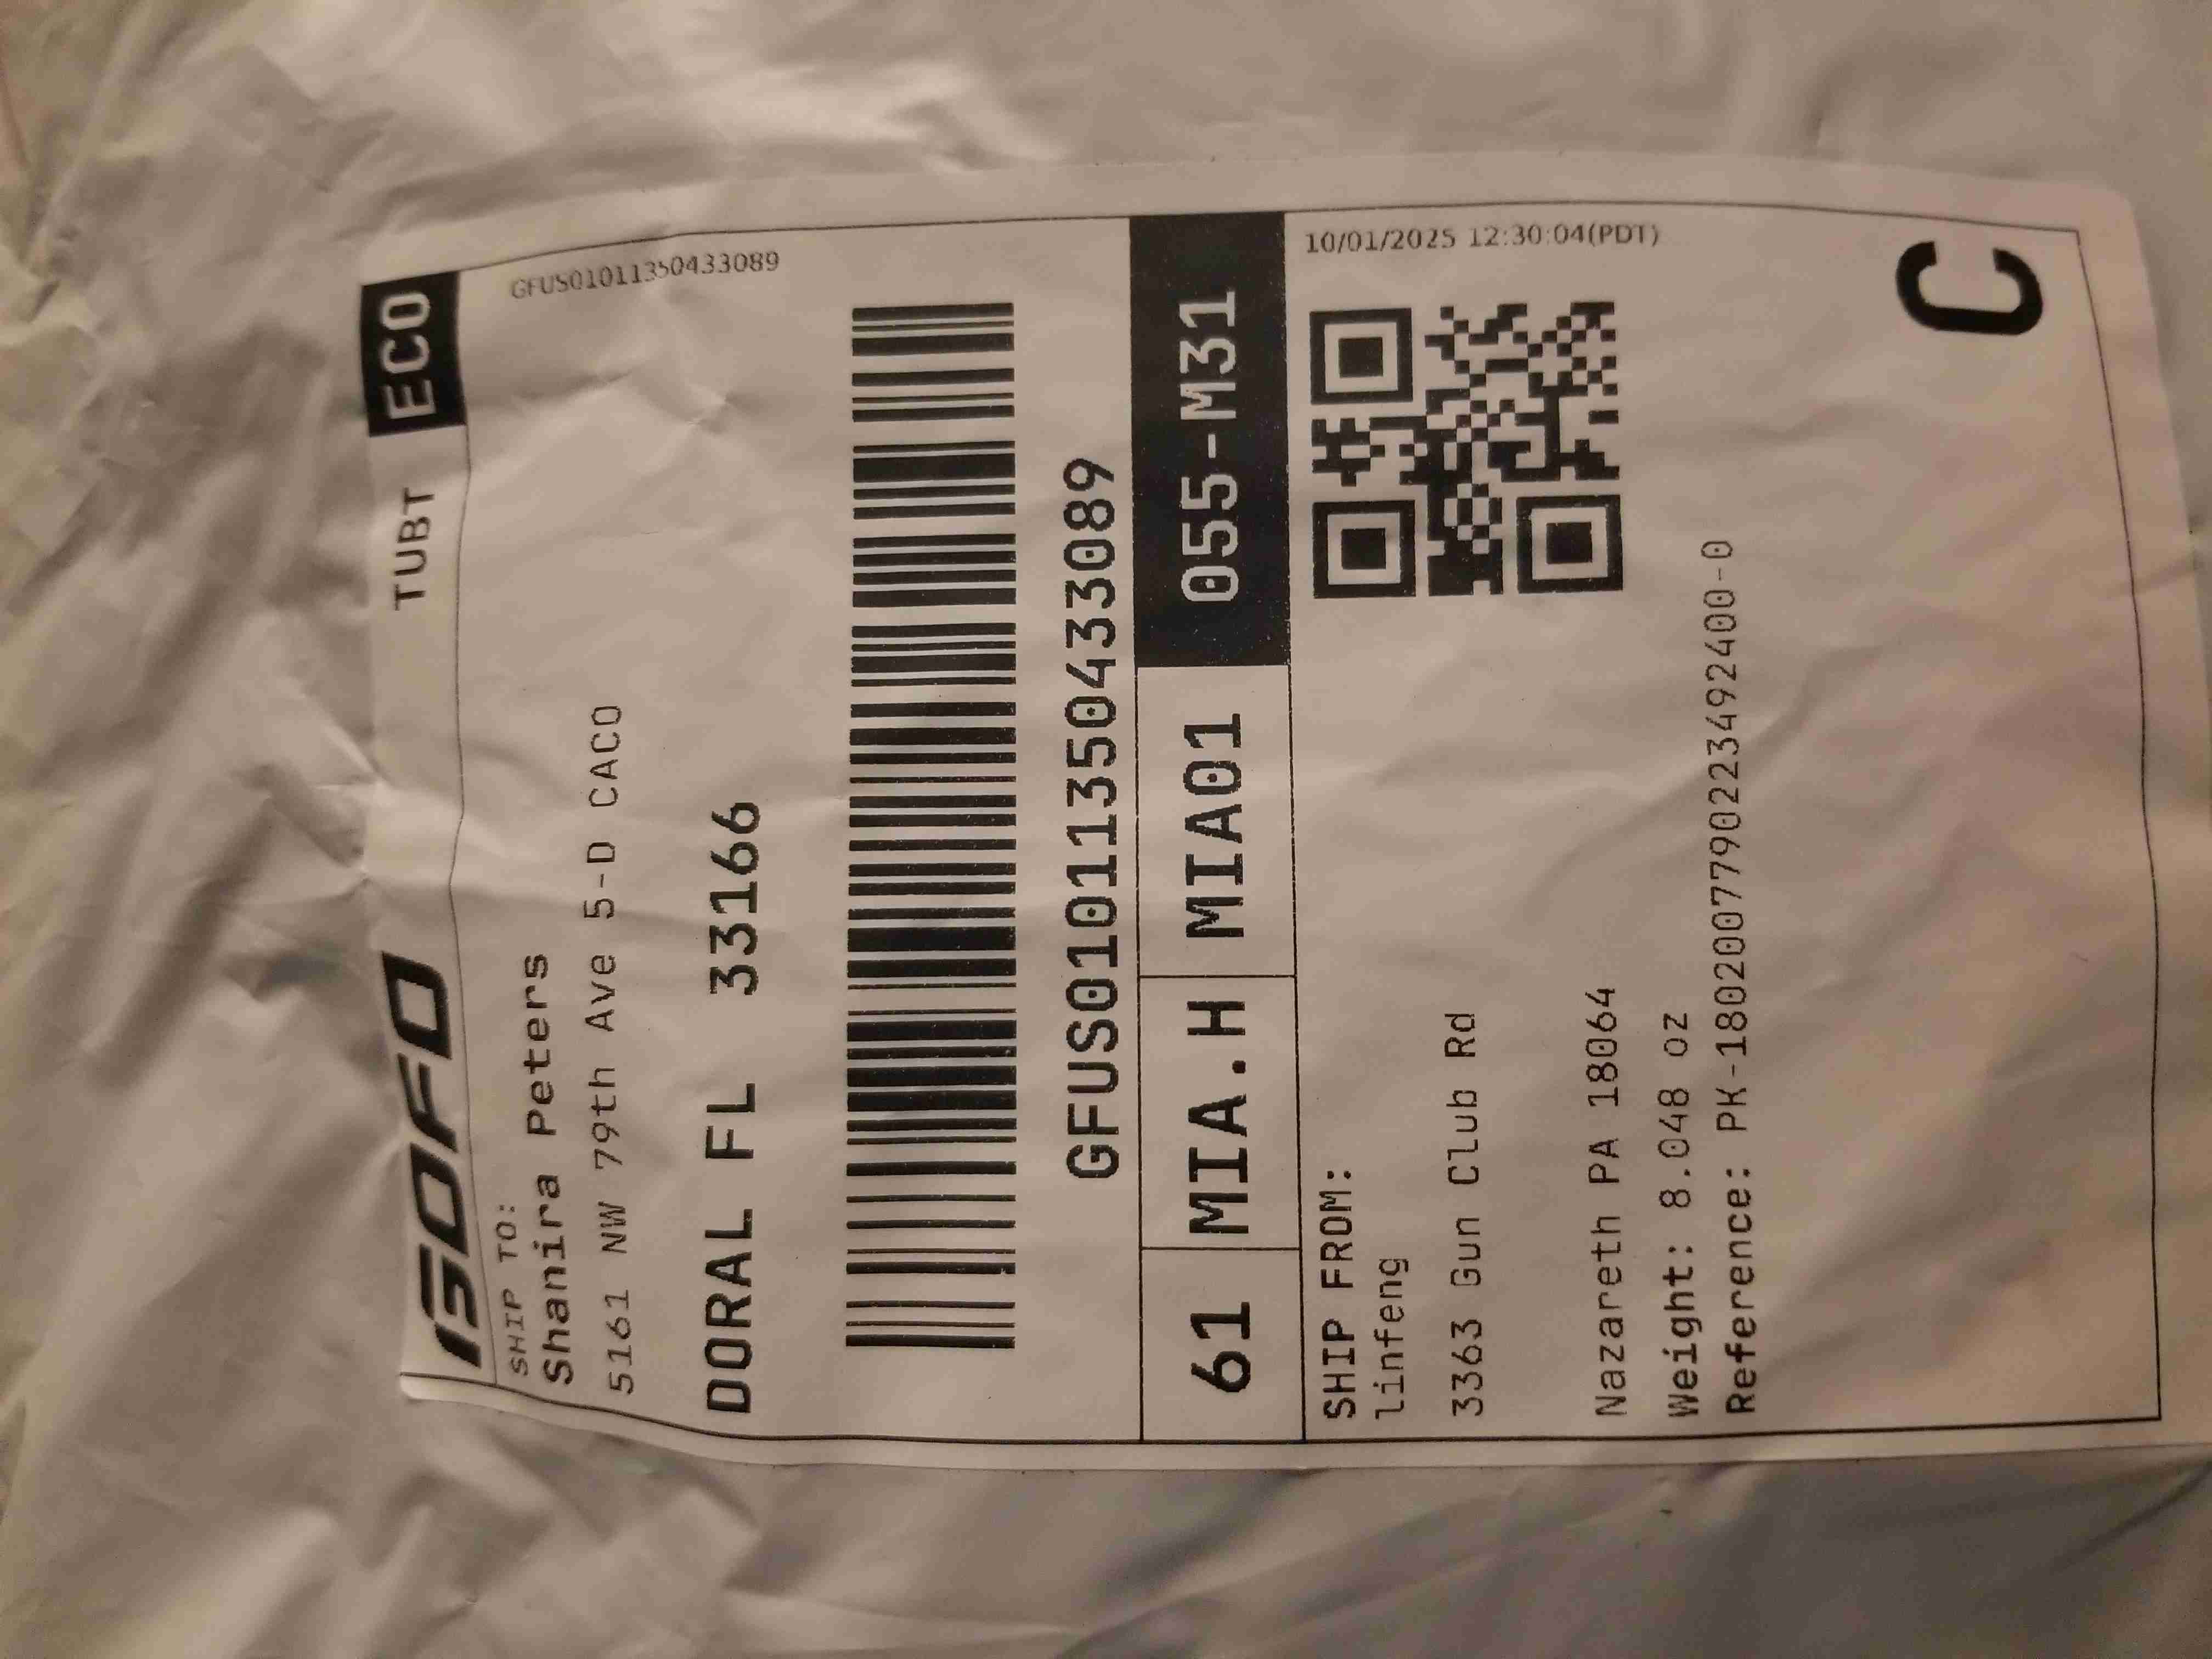 GOFO
TUBT
ECO
GFUS01011350433089
SHIP TO:
Shanira Peters
5161 NW 79th Ave 5-D CACO
DORAL FL 33166
GFUS01011350433089
61 MIA.H MIA01 055-M31
10/01/2025 12:30:04(PDT)
SHIP FROM:
linfeng
3363 Gun Club Rd
Nazareth PA 18064
Weight: 8.048 oz
Reference: PK-18020077902234924​00-0
C